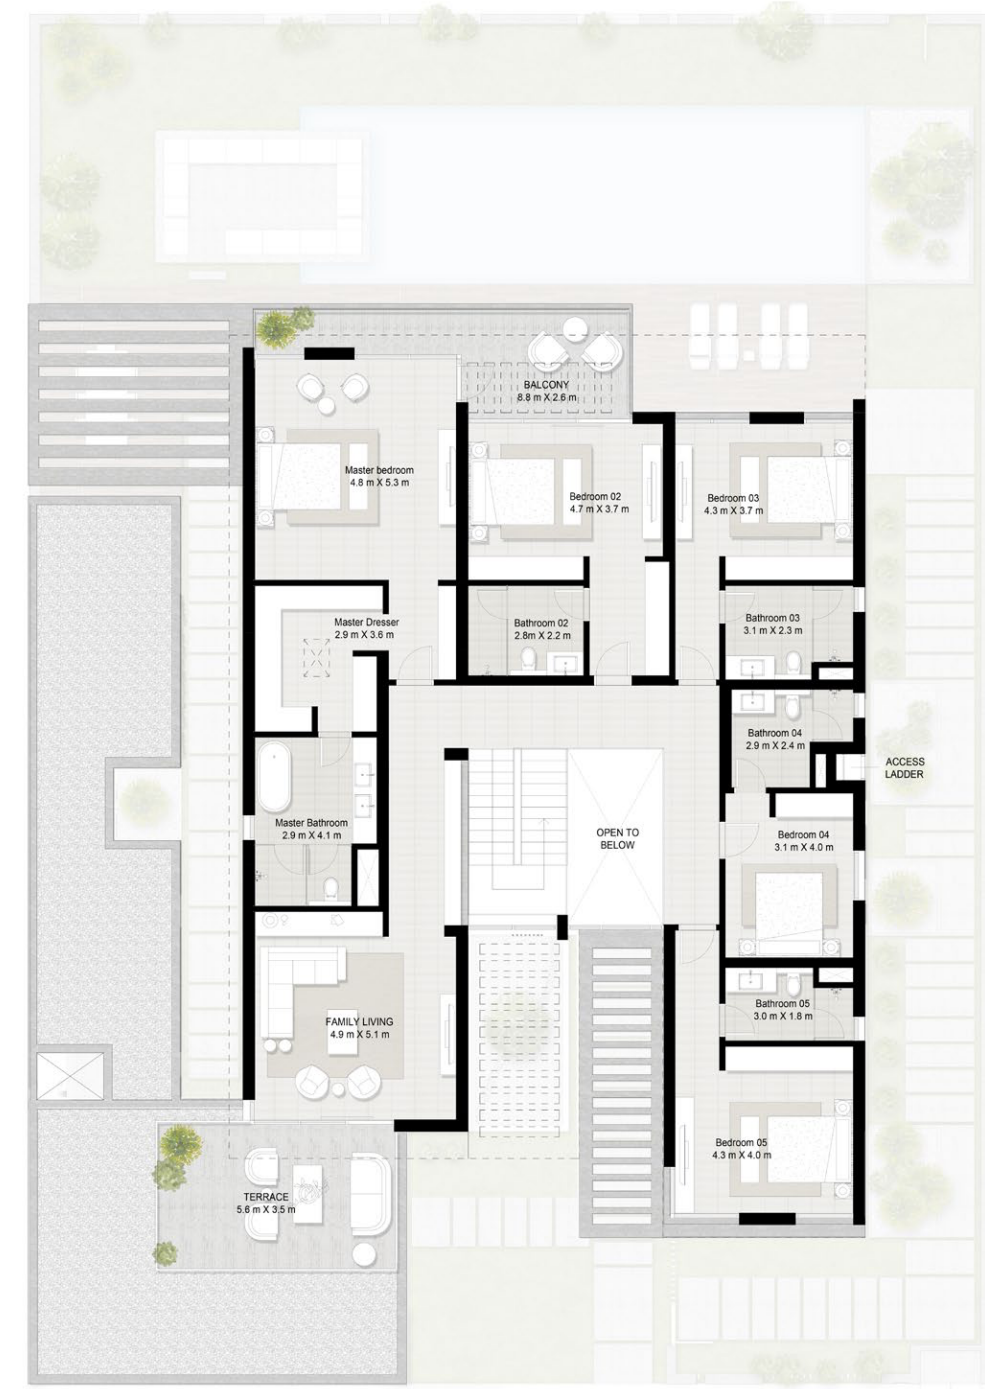 BALCONY
8.8 m X 2.6 m
Master bedroom
4.8 m X 5.3 m
Bedroom 02
4.7 m X 3.7 m
Bedroom 03
4.3 m X 3.7 m
Master Dresser
2.9 m X 3.6 m
Bathroom 02
2.8m X 2.2 m
Bathroom 03
3.1 m X 2.3 m
Bathroom 04
2.9 m X 2.4 m
ACCESS
LADDER
Master Bathroom
2.9 m X 4.1 m
OPEN TO
BELOW
Bedroom 04
3.1 m X 4.0 m
Bathroom 05
3.0 m X 1.8 m
FAMILY LIVING
4.9 m X 5.1 m
Bedroom 05
4.3 m X 4.0 m
TERRACE
5.6 m X 3.5 m